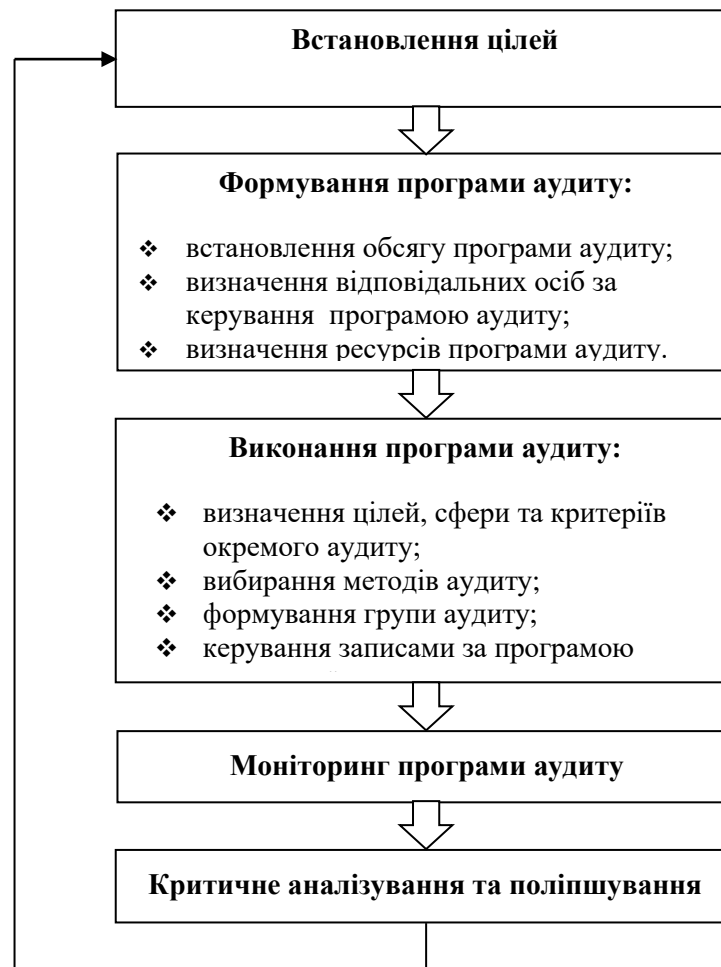 Встановлення цілей
Формування програми аудиту:
❖ встановлення обсягу програми аудиту;
❖ визначення відповідальних осіб за
керування програмою аудиту;
❖ визначення ресурсів програми аудиту.
Виконання програми аудиту:
❖ визначення цілей, сфери та критеріїв
окремого аудиту;
❖ вибирання методів аудиту;
❖ формування групи аудиту;
❖ керування записами за програмою
Моніторинг програми аудиту
Критичне аналізування та поліпшування